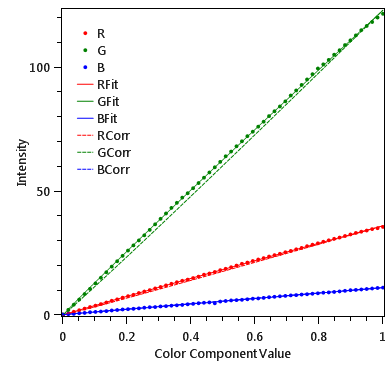 100
50
0
R
G
B
RFit
GFit
BFit
RCorr
GCorr
BCorr
Intensity
0 0.2 0.4 0.6 0.8 1
Color Component Value